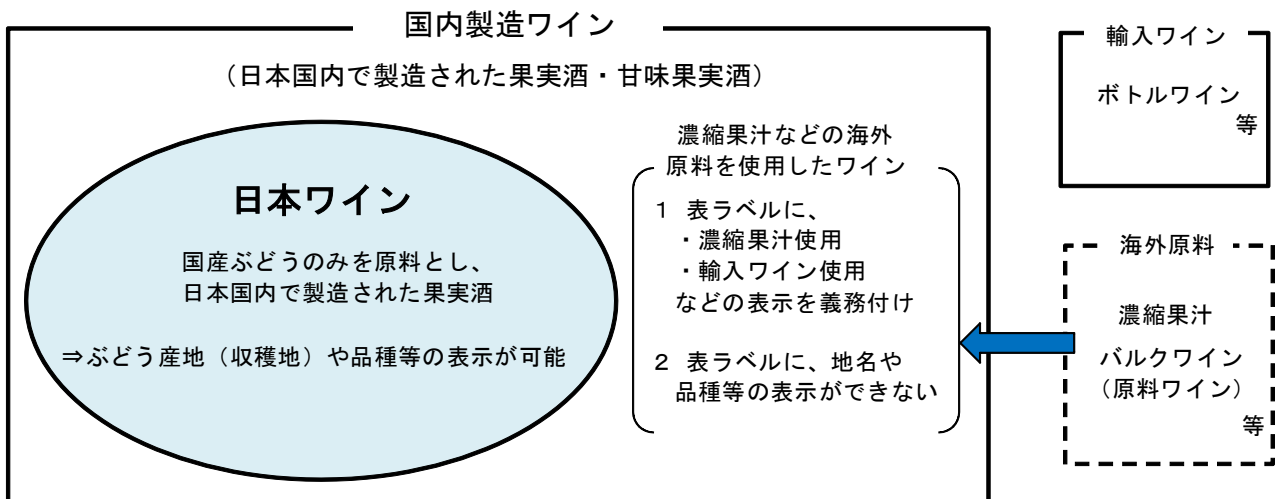 国内製造ワイン
（日本国内で製造された果実酒・甘味果実酒）
日本ワイン
国産ぶどうのみを原料とし、
日本国内で製造された果実酒
⇒ぶどう産地（収穫地）や品種等の表示が可能
濃縮果汁などの海外
原料を使用したワイン
1 表ラベルに、
・濃縮果汁使用
・輸入ワイン使用
などの表示を義務付け
2 表ラベルに、地名や
品種等の表示ができない
輸入ワイン
ボトルワイン
等
海外原料
濃縮果汁
バルクワイン
（原料ワイン）
等